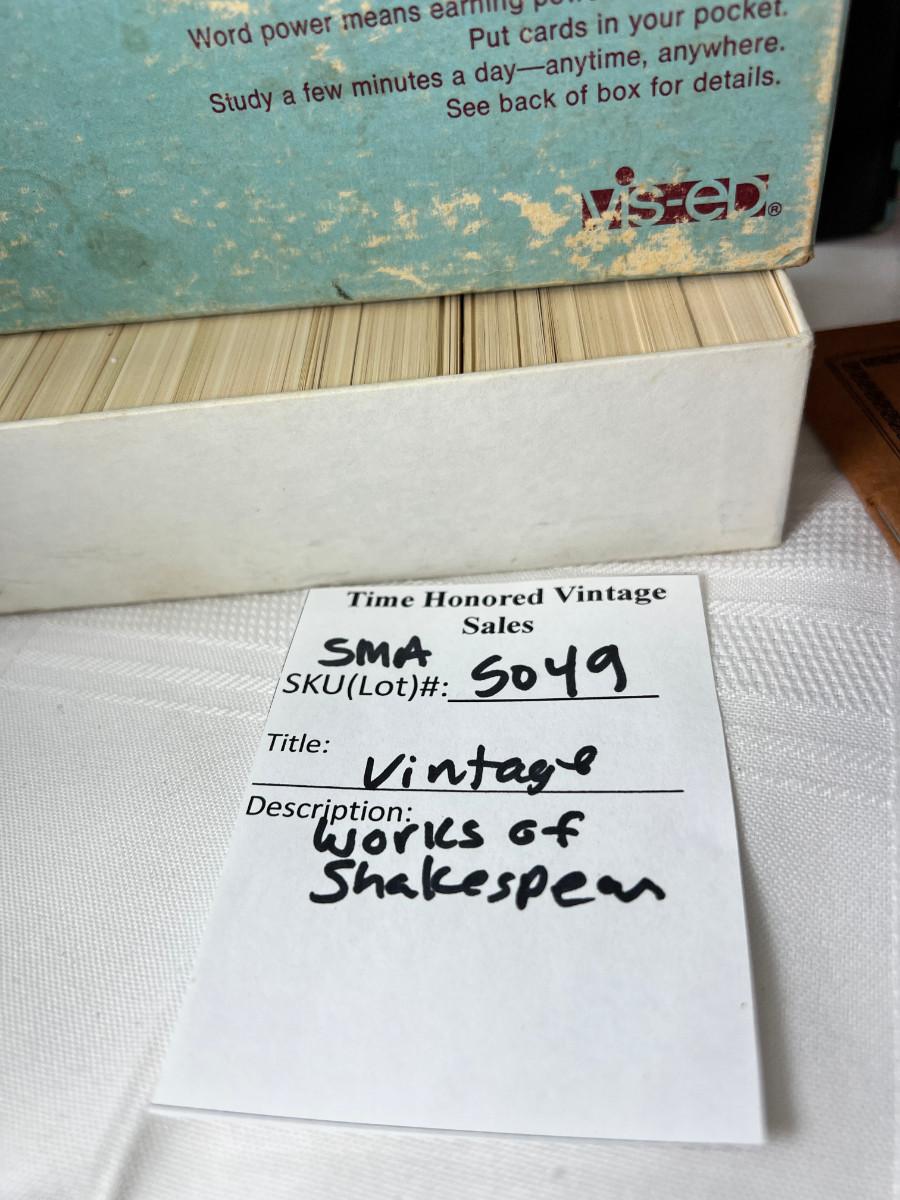 Word power means earning
Put cards in your pocket.
Study a few minutes a day—anytime, anywhere.
See back of box for details.
vis-ed®
Time Honored Vintage
Sales
SMA
SKU(Lot)#: 5049
Title:
Vintage
Description:
works of
Shakespear